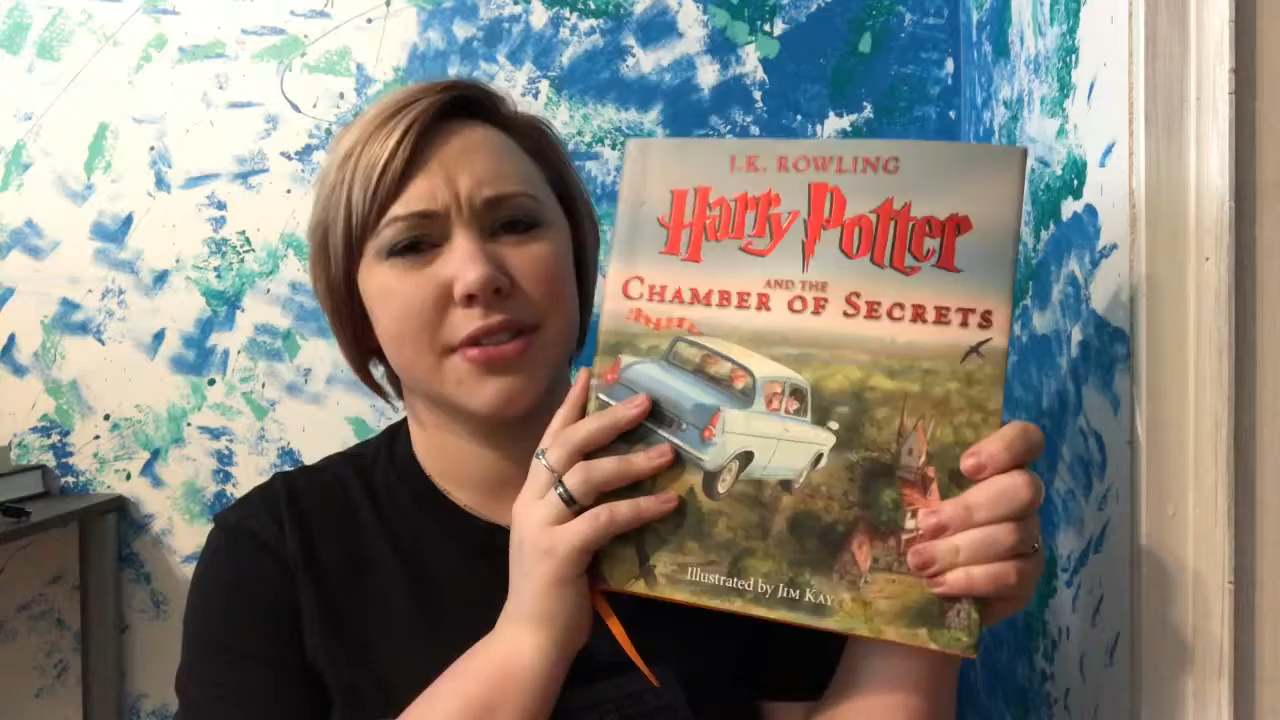 J.K. ROWLING
Harry Potter
AND THE
CHAMBER OF SECRETS
Illustrated by JIM KAY